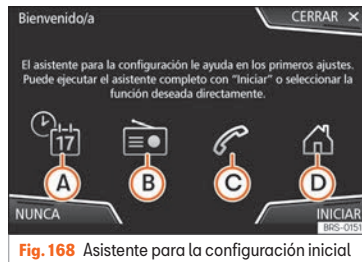 Bienvenido/a
CERRAR ×
El asistente para la configuración le ayuda en los primeros ajustes.
Puede ejecutar el asistente completo con "Iniciar" o seleccionar la
función deseada directamente.
17
A B C D
NUNCA
INICIAR
BRS-0151
Fig. 168 Asistente para la configuración inicial